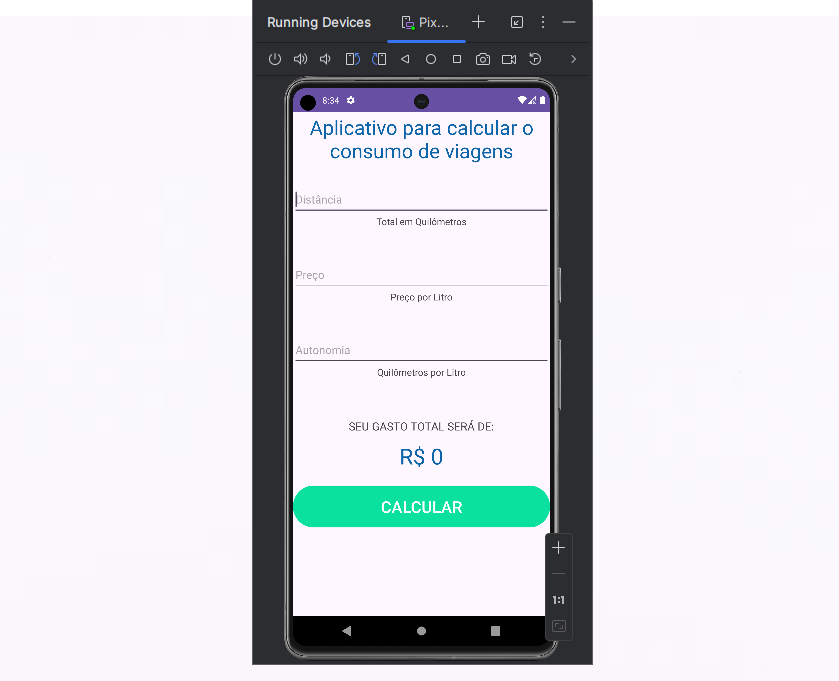 Running Devices
Pix...
8:34
Aplicativo para calcular o
consumo de viagens
Distância
Total em Quilômetros
Preço
Preço por Litro
Autonomia
Quilômetros por Litro
SEU GASTO TOTAL SERÁ DE:
R$ 0
CALCULAR
1:1